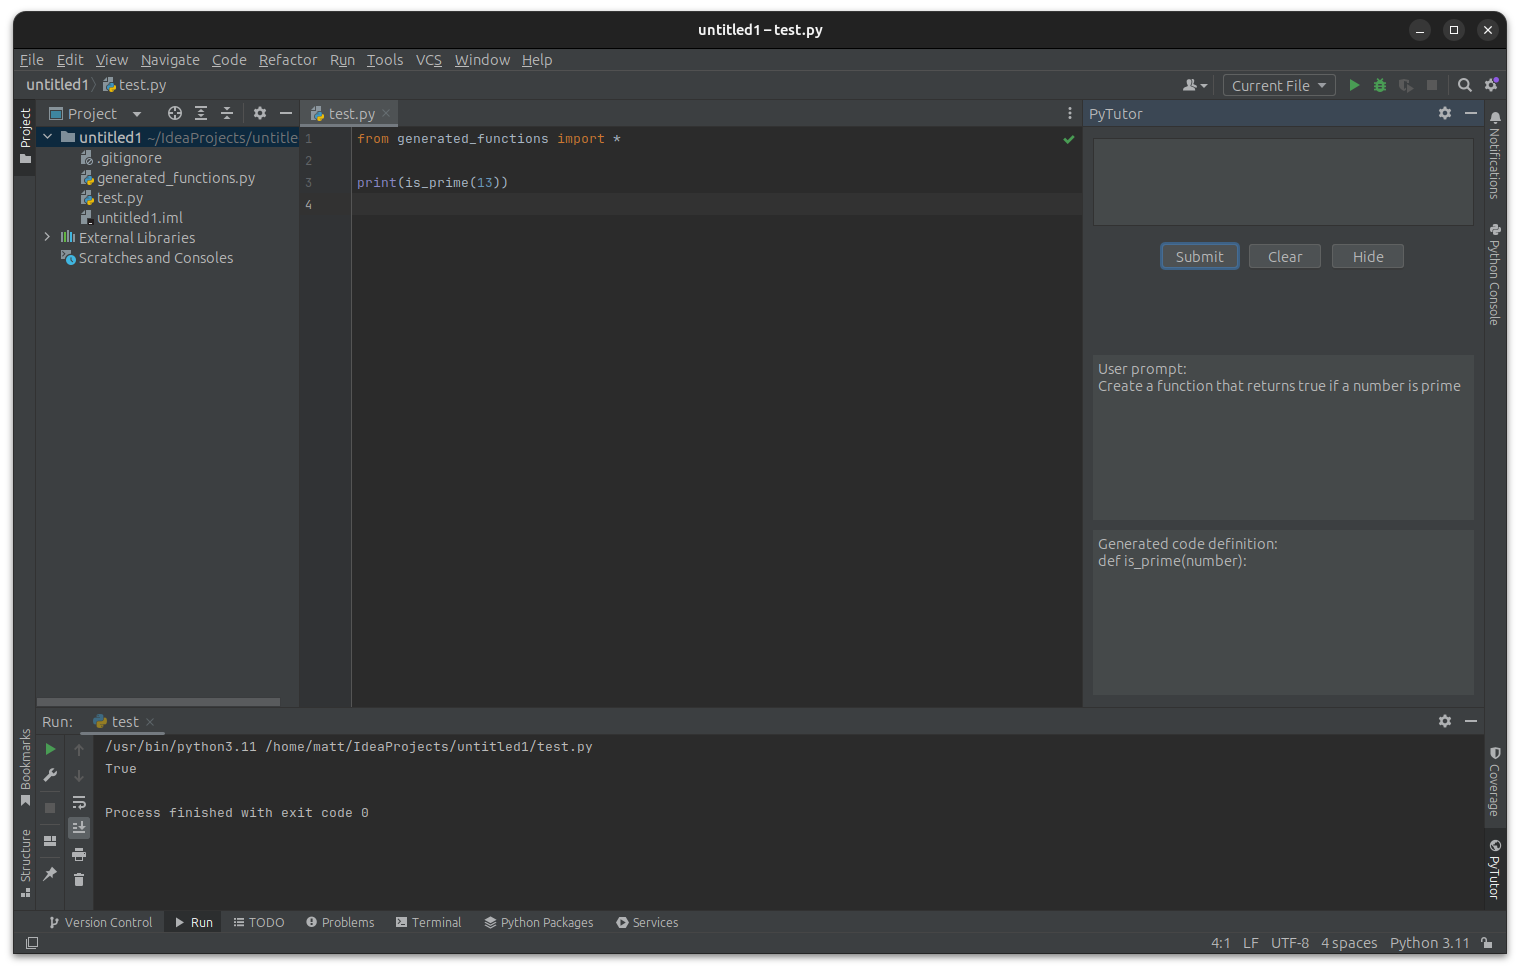 untitled1 – test.py
File Edit View Navigate Code Refactor Run Tools VCS Window Help
untitled1 test.py
Current File
Project
Project
untitled1 ~/IdeaProjects/untitle
.gitignore
generated_functions.py
test.py
untitled1.iml
External Libraries
Scratches and Consoles
test.py
1 from generated_functions import *
2
3 print(is_prime(13))
4
PyTutor
Submit Clear Hide
User prompt:
Create a function that returns true if a number is prime
Generated code definition:
def is_prime(number):
Notifications
Python Console
Coverage
PyTutor
Bookmarks
Structure
Run: test
/usr/bin/python3.11 /home/matt/IdeaProjects/untitled1/test.py
True
Process finished with exit code 0
Version Control Run TODO Problems Terminal Python Packages Services
4:1 LF UTF-8 4 spaces Python 3.11